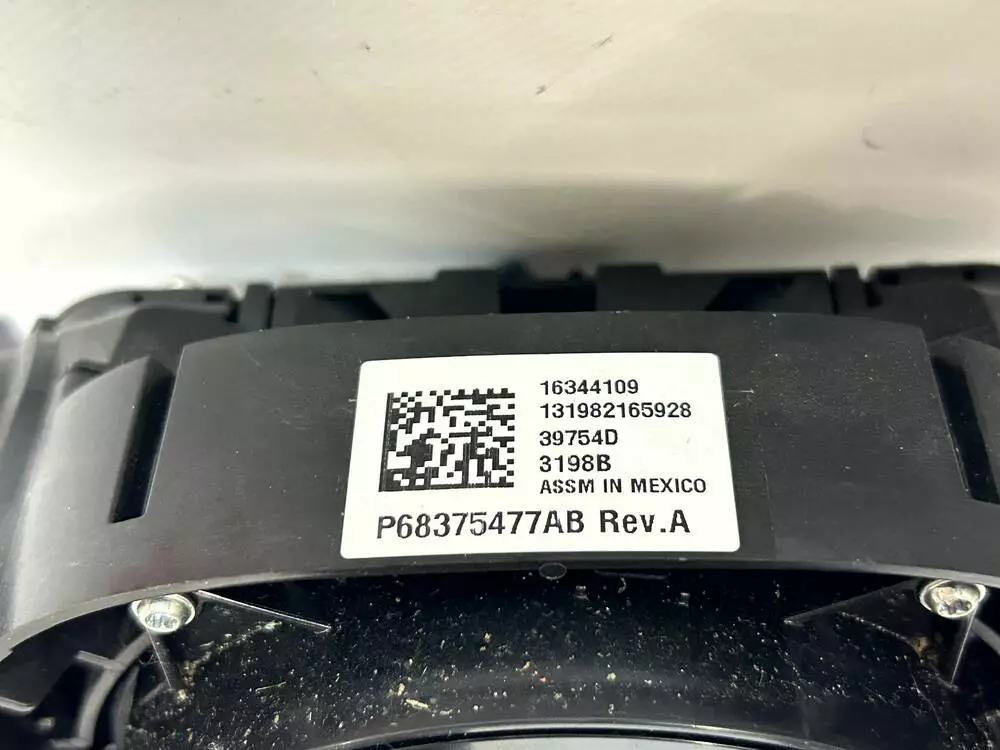 16344109
131982165928
39754D
3198B
ASSM IN MEXICO
P68375477AB Rev.A